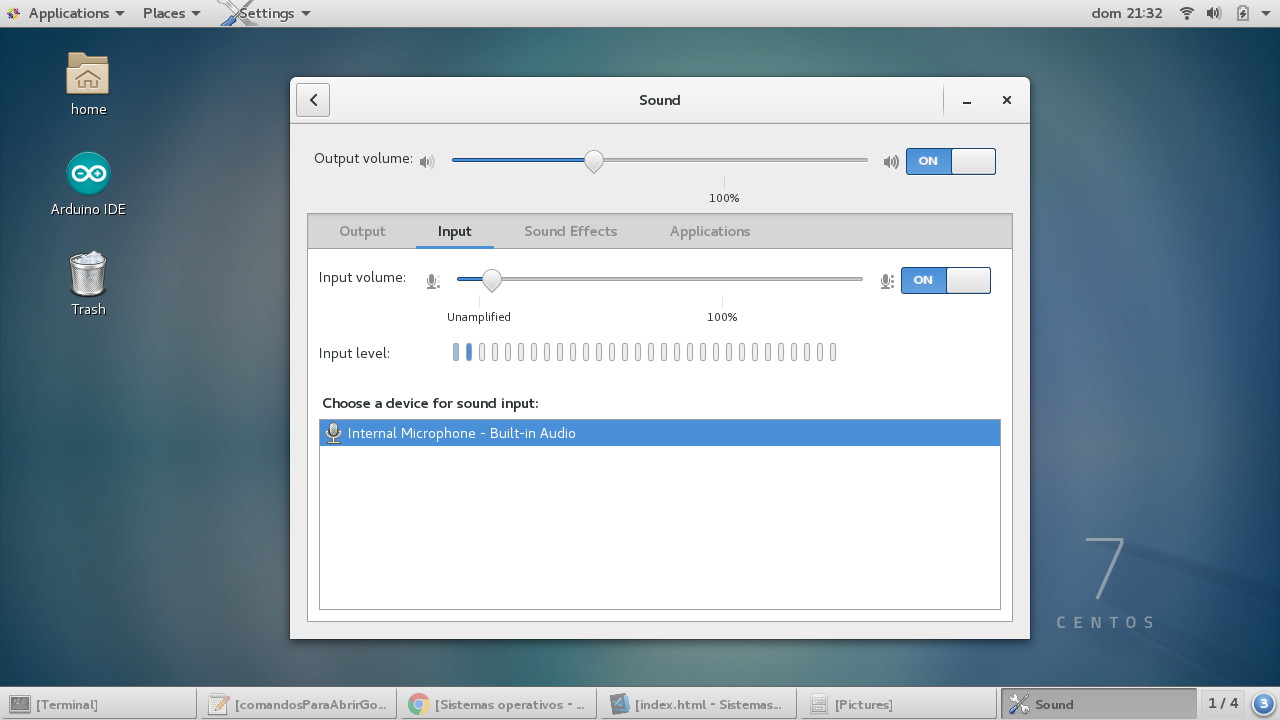 Applications Places Settings dom 21:32
home
Arduino IDE
Trash
Sound
Output volume: ON
100%
Output Input Sound Effects Applications
Input volume: ON
Unamplified 100%
Input level:
Choose a device for sound input:
Internal Microphone - Built-in Audio
7
CENTOS
[Terminal] [comandosParaAbrirGo... [Sistemas operativos - ... [index.html - Sistemas... [Pictures] Sound 1 / 4 3